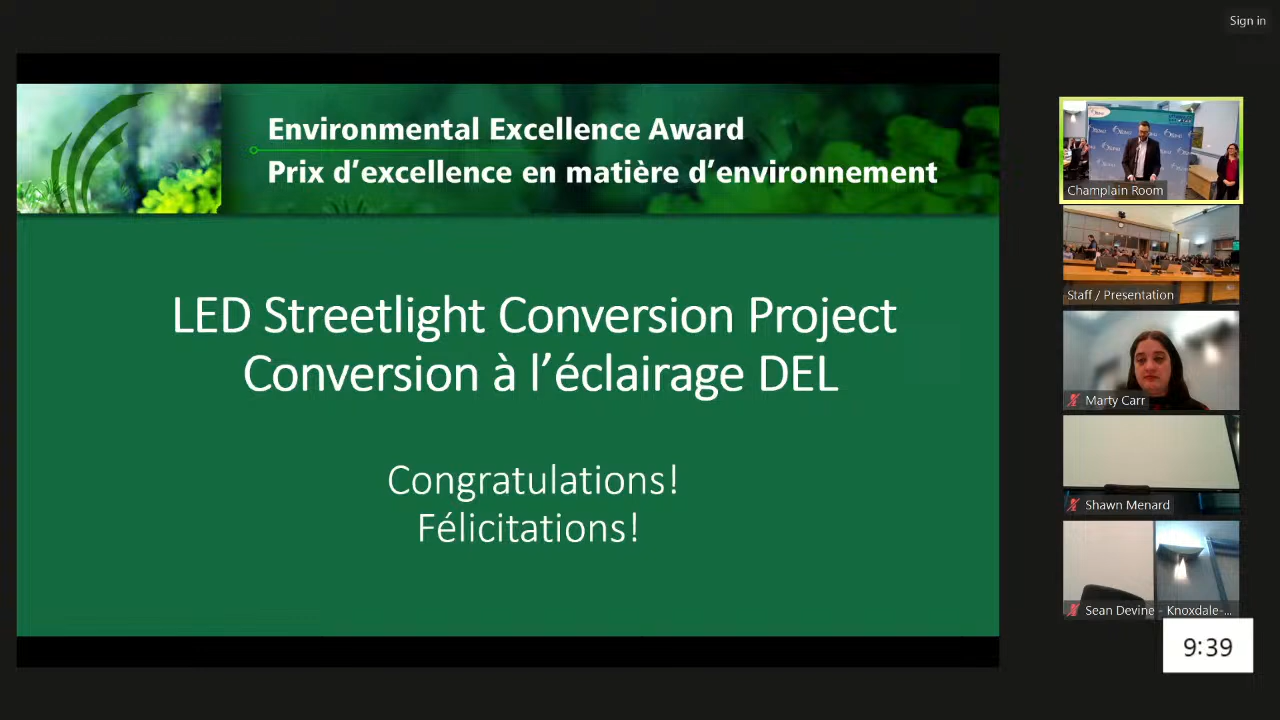 Sign in
Environmental Excellence Award
Prix d’excellence en matière d’environnement
LED Streetlight Conversion Project
Conversion à l’éclairage DEL
Congratulations!
Félicitations!
Champlain Room
Staff / Presentation
Marty Carr
Shawn Menard
Sean Devine - Knoxdale-...
9:39